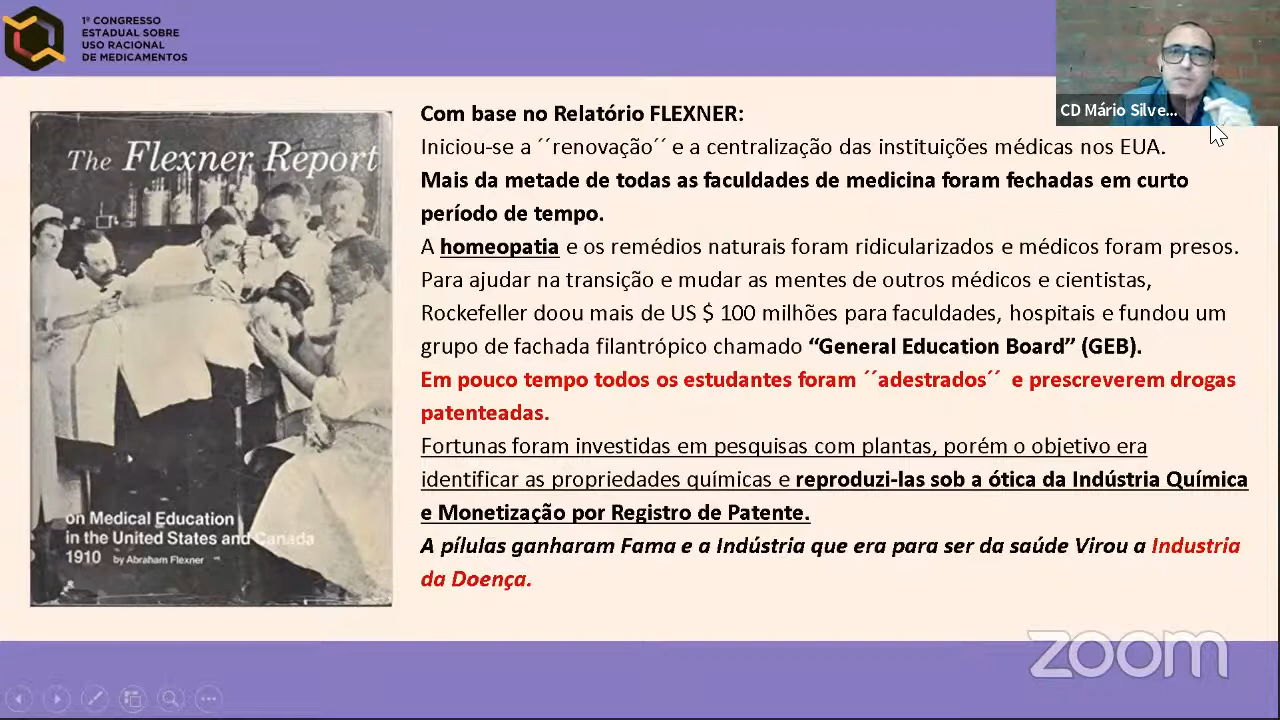 1º CONGRESSO
ESTADUAL SOBRE
USO RACIONAL
DE MEDICAMENTOS
CD Mário Silve...
The Flexner Report
on Medical Education
in the United States and Canada
1910 by Abraham Flexner
Com base no Relatório FLEXNER:
Iniciou-se a ´´renovação´´ e a centralização das instituições médicas nos EUA.
Mais da metade de todas as faculdades de medicina foram fechadas em curto
período de tempo.
A homeopatia e os remédios naturais foram ridicularizados e médicos foram presos.
Para ajudar na transição e mudar as mentes de outros médicos e cientistas,
Rockefeller doou mais de US $ 100 milhões para faculdades, hospitais e fundou um
grupo de fachada filantrópico chamado “General Education Board” (GEB).
Em pouco tempo todos os estudantes foram ´´adestrados´´ e prescreverem drogas
patenteadas.
Fortunas foram investidas em pesquisas com plantas, porém o objetivo era
identificar as propriedades químicas e reproduzi-las sob a ótica da Indústria Química
e Monetização por Registro de Patente.
A pílulas ganharam Fama e a Indústria que era para ser da saúde Virou a Industria
da Doença.
zoom